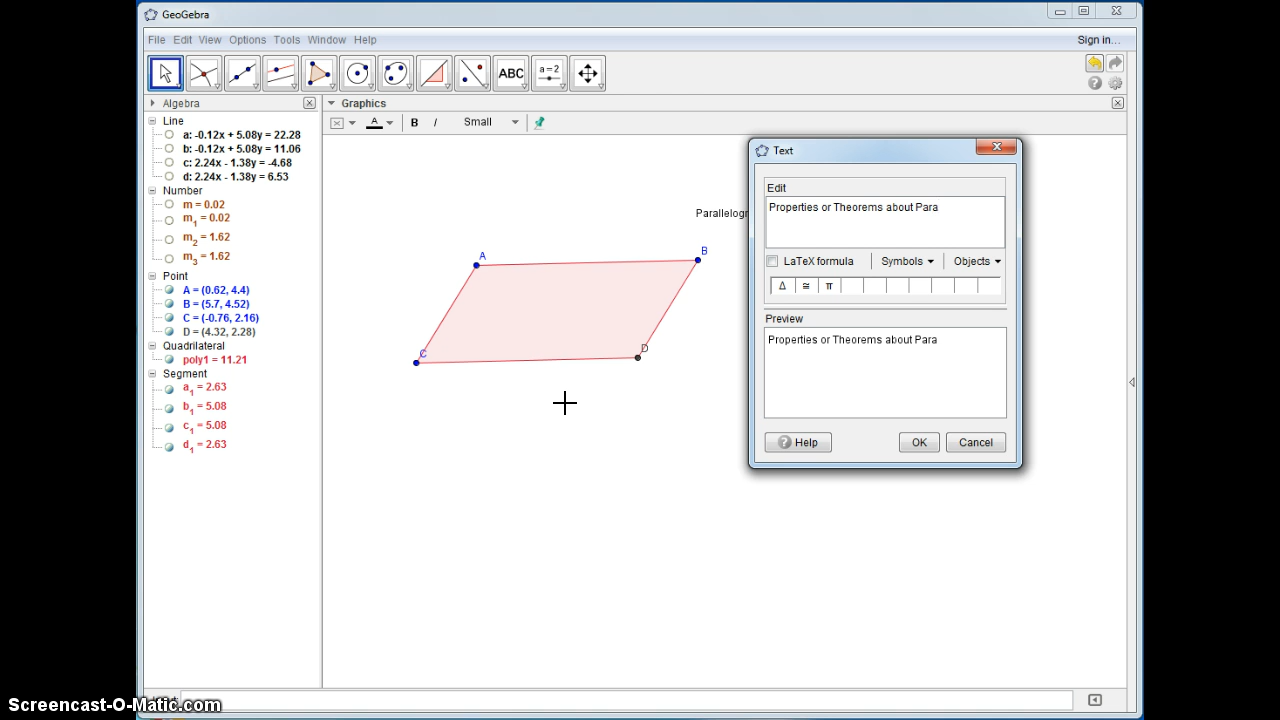 GeoGebra
File Edit View Options Tools Window Help
Sign in...
ABC
a=2
Algebra
Graphics
A B I Small
Line
a: -0.12x + 5.08y = 22.28
b: -0.12x + 5.08y = 11.06
c: 2.24x - 1.38y = -4.68
d: 2.24x - 1.38y = 6.53
Number
m = 0.02
m1 = 0.02
m2 = 1.62
m3 = 1.62
Point
A = (0.62, 4.4)
B = (5.7, 4.52)
C = (-0.76, 2.16)
D = (4.32, 2.28)
Quadrilateral
poly1 = 11.21
Segment
a1 = 2.63
b1 = 5.08
c1 = 5.08
d1 = 2.63
Parallelogr
A
B
C
D
Text
Edit
Properties or Theorems about Para
LaTeX formula Symbols Objects
Δ ≅ π
Preview
Properties or Theorems about Para
Help OK Cancel
Screencast-O-Matic.com